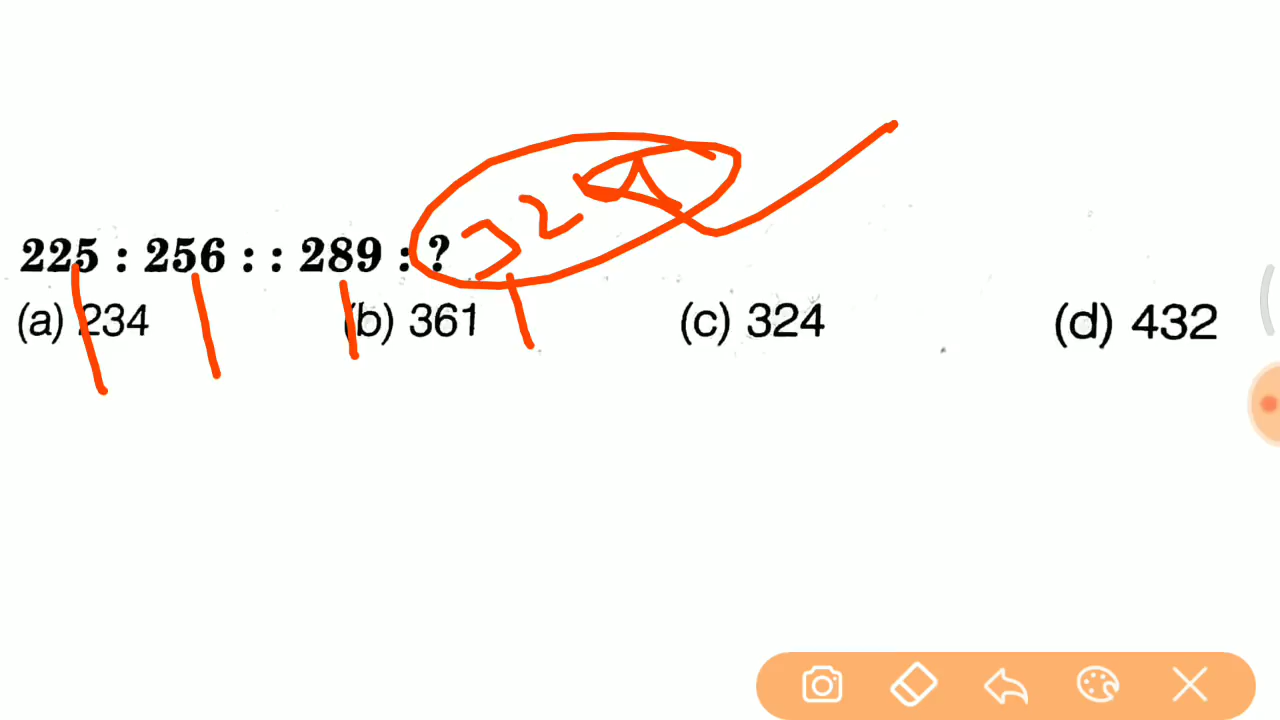 324
225 : 256 : : 289 : ?
(a) 234 (b) 361 (c) 324 (d) 432